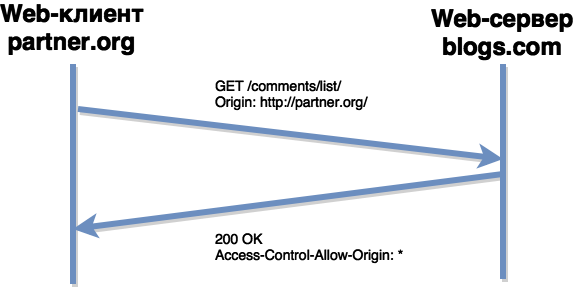 Web-клиент
partner.org
Web-сервер
blogs.com
GET /comments/list/
Origin: http://partner.org/
200 OK
Access-Control-Allow-Origin: *